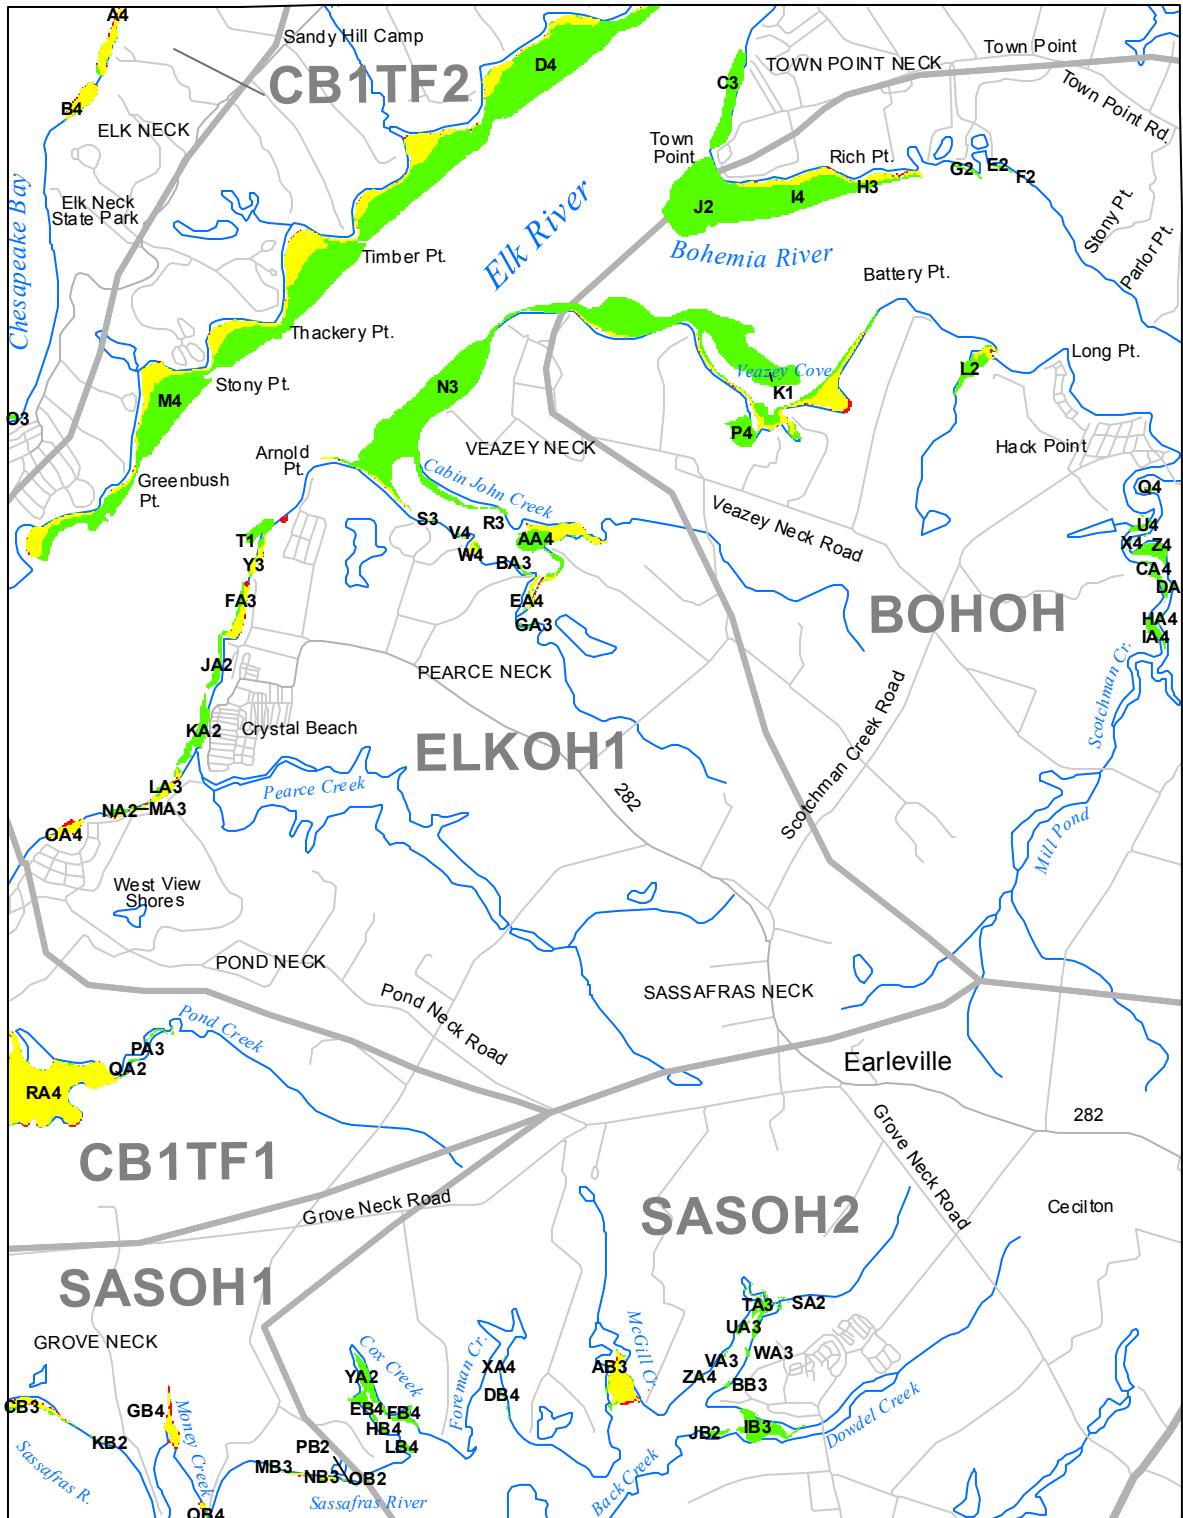 A4
Sandy Hill Camp
CB1TF2
D4
B4
ELK NECK
C3
TOWN POINT NECK
Town Point
Town Point Rd.
Town
Point
Rich Pt.
G2
E2
F2
H3
I4
J2
Chesapeake Bay
Elk Neck
State Park
Elk River
Bohemia River
Stony Pt.
Parlor Pt.
Timber Pt.
Battery Pt.
Thackery Pt.
Long Pt.
Stony Pt.
M4
N3
Veazey Cove
K1
L2
O3
P4
VEAZEY NECK
Hack Point
Arnold
Pt.
Greenbush
Pt.
Cabin John Creek
Veazey Neck Road
Q4
S3
R3
V4
W4
AA4
BA3
U4
X4
Z4
CA4
DA
T1
Y3
FA3
EA4
GA3
BOHOH
HA4
IA4
JA2
PEARCE NECK
Scotchman Cr.
Scotchman Creek Road
KA2
Crystal Beach
ELKOH1
Pearce Creek
282
LA3
NA2
MA3
OA4
Mill Pond
West View
Shores
POND NECK
Pond Neck Road
SASSAFRAS NECK
Pond Creek
PA3
QA2
RA4
Earleville
282
CB1TF1
Grove Neck Road
Grove Neck Road
SASOH2
Cecilton
SASOH1
GROVE NECK
TA3
SA2
UA3
WA3
VA3
ZA4
BB3
Cox Creek
Foreman Cr.
McGill Cr.
YA2
XA4
AB3
DB4
CB3
GB4
EB4
FB4
HB4
LB4
KB2
Money Creek
JB2
IB3
Dowdel Creek
PB2
MB3
NB3
OB2
Sassafras R.
Sassafras River
Back Creek
QB4